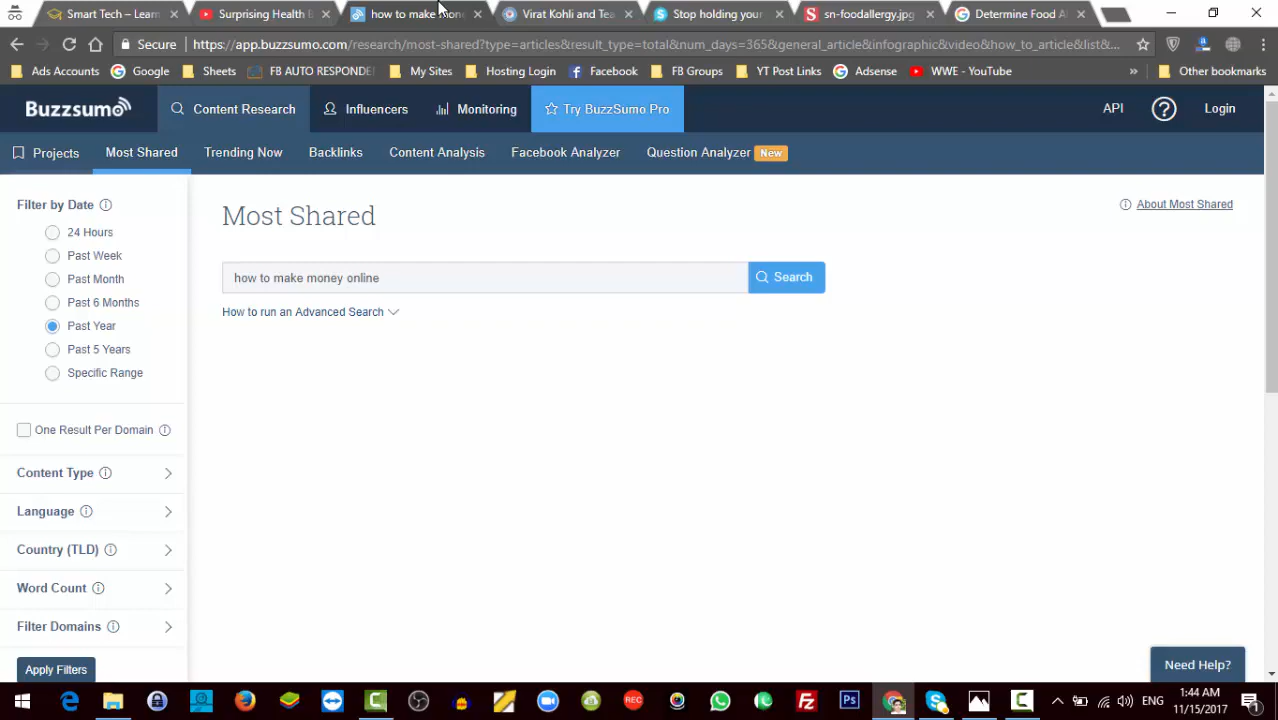 Smart Tech – Learn
Surprising Health B
how to make mone
Virat Kohli and Tea
Stop holding your
sn-foodallergy.jpg
Determine Food Al
Secure
https://app.buzzsumo.com/research/most-shared?type=articles&result_type=total&num_days=365&general_article&infographic&video&how_to_article&list&...
Ads Accounts
Google
Sheets
FB AUTO RESPONDE
My Sites
Hosting Login
Facebook
FB Groups
YT Post Links
Adsense
WWE - YouTube
»
Other bookmarks
Buzzsumo
Content Research
Influencers
Monitoring
Try BuzzSumo Pro
API
?
Login
Projects
Most Shared
Trending Now
Backlinks
Content Analysis
Facebook Analyzer
Question Analyzer New
Filter by Date
24 Hours
Past Week
Past Month
Past 6 Months
Past Year
Past 5 Years
Specific Range
One Result Per Domain
Content Type
Language
Country (TLD)
Word Count
Filter Domains
Apply Filters
Most Shared
About Most Shared
how to make money online
Search
How to run an Advanced Search
Need Help?
REC
Ps
ENG
1:44 AM
11/15/2017
1